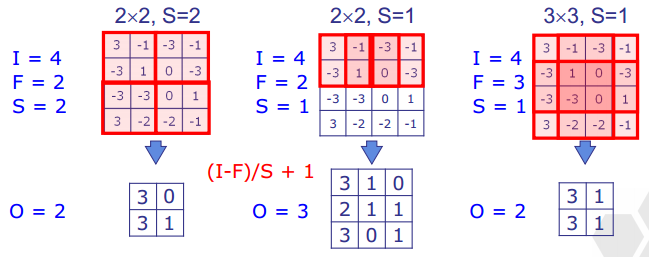 2×2, S=2
I = 4
F = 2
S = 2
3 -1 -3 -1
-3 1 0 -3
-3 -3 0 1
3 -2 -2 -1
O = 2
3 0
3 1
2×2, S=1
I = 4
F = 2
S = 1
3 -1 -3 -1
-3 1 0 -3
-3 -3 0 1
3 -2 -2 -1
(I-F)/S + 1
O = 3
3 1 0
2 1 1
3 0 1
3×3, S=1
I = 4
F = 3
S = 1
3 -1 -3 -1
-3 1 0 -3
-3 -3 0 1
3 -2 -2 -1
O = 2
3 1
3 1